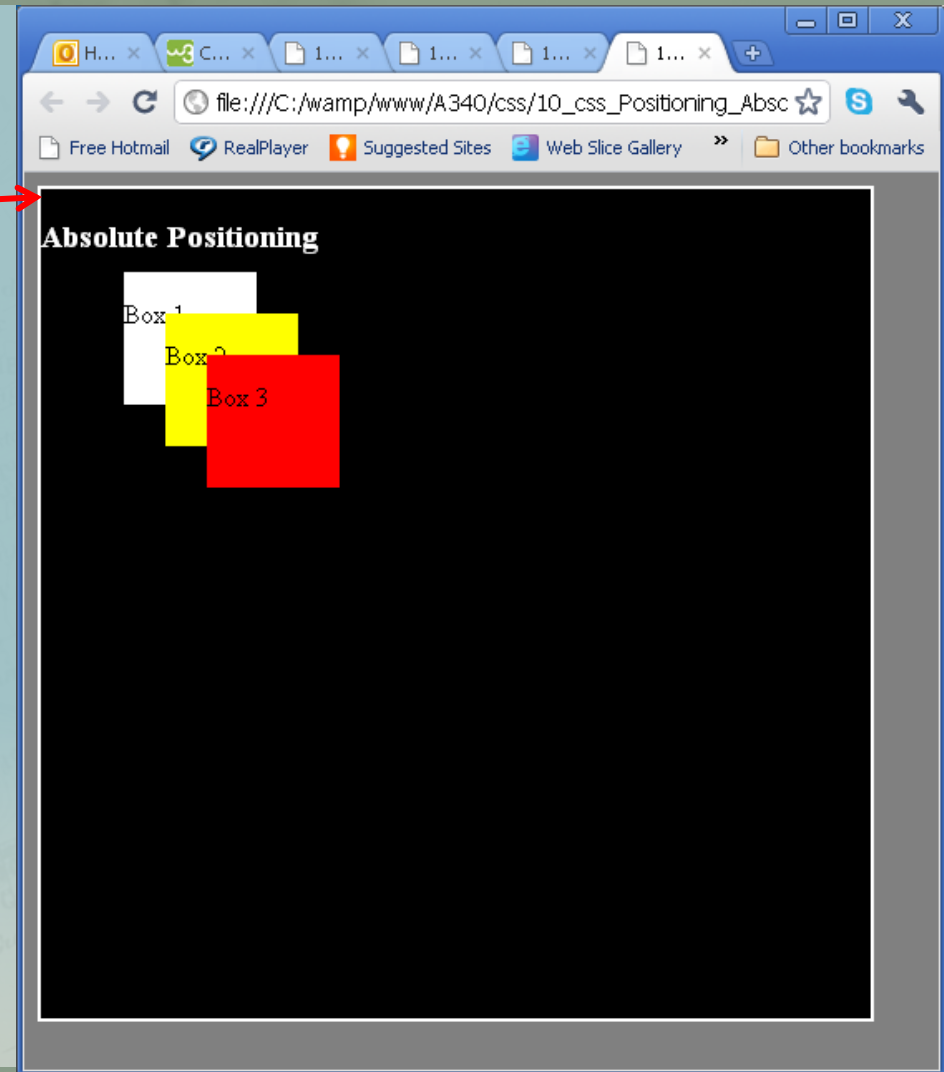 H... C... 1... 1... 1... 1...
file:///C:/wamp/www/A340/css/10_css_Positioning_Absc
Free Hotmail RealPlayer Suggested Sites Web Slice Gallery » Other bookmarks
Absolute Positioning
Box 1
Box 2
Box 3